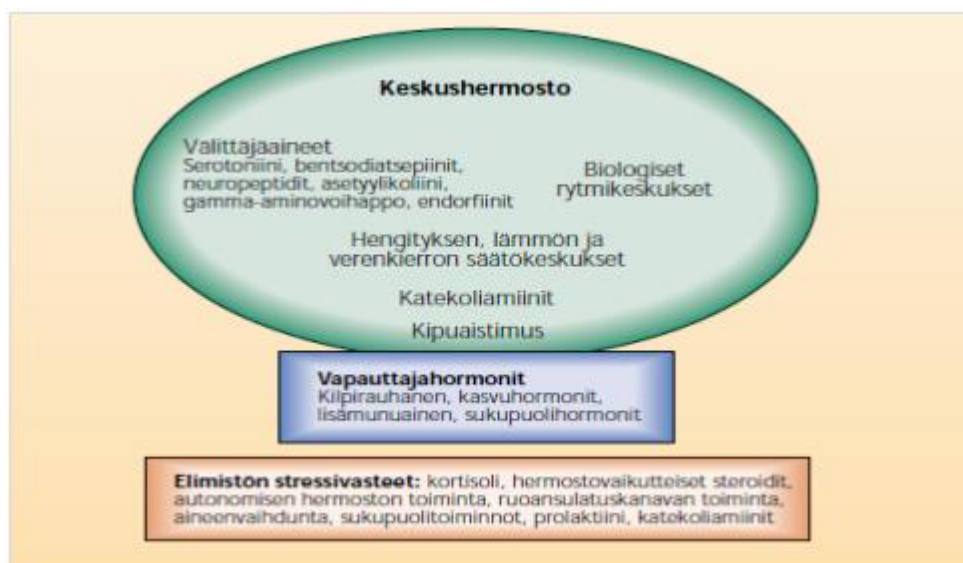 Keskushermosto
Välittäjäaineet
Serotoniini, bentsodiatsepiinit,
neuropeptidit, asetyylikoliini,
gamma-aminovoihappo, endorfiinit
Biologiset
rytmikeskukset
Hengityksen, lämmön ja
verenkierron säätökeskukset
Katekoliamiinit
Kipuaistimus
Vapauttajahormonit
Kilpirauhanen, kasvuhormonit,
lisämunuainen, sukupuolihormonit
Elimistön stressivasteet: kortisoli, hermostovaikutteiset steroidit,
autonomisen hermoston toiminta, ruoansulatuskanavan toiminta,
aineenvaihdunta, sukupuolitoiminnot, prolaktiini, katekoliamiinit